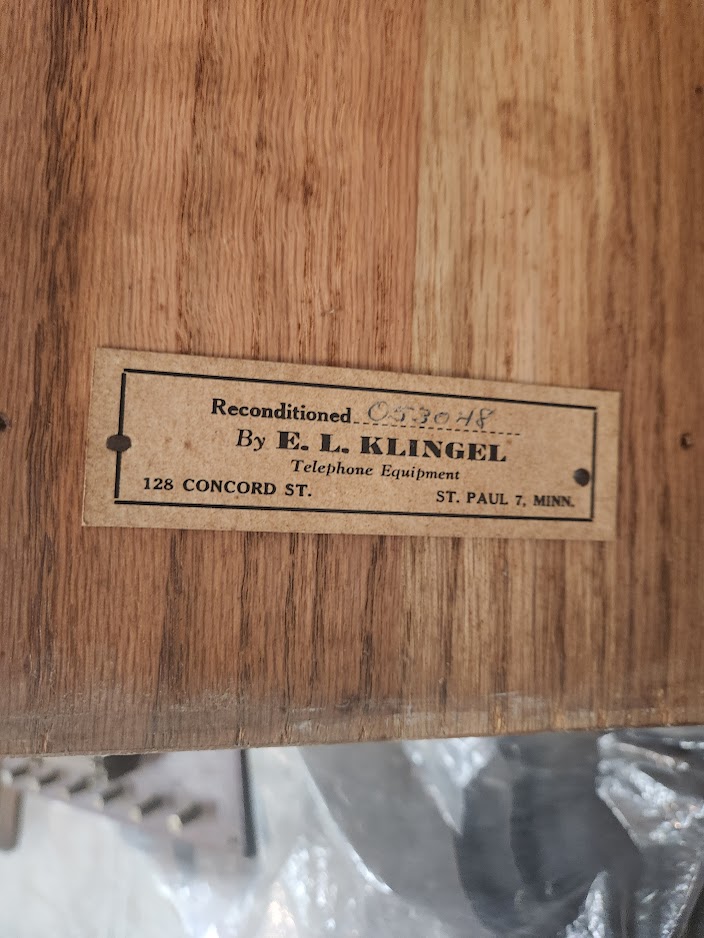 Reconditioned 053048
By E. L. KLINGEL
Telephone Equipment
128 CONCORD ST. ST. PAUL 7, MINN.